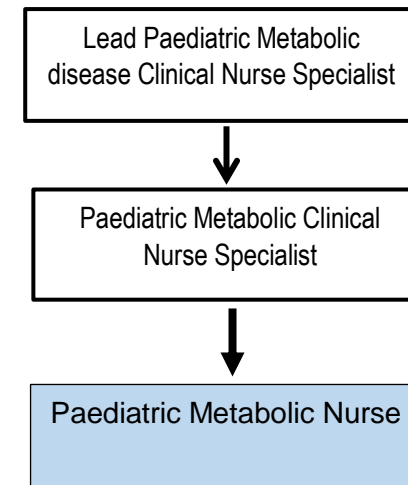 Lead Paediatric Metabolic
disease Clinical Nurse Specialist
Paediatric Metabolic Clinical
Nurse Specialist
Paediatric Metabolic Nurse